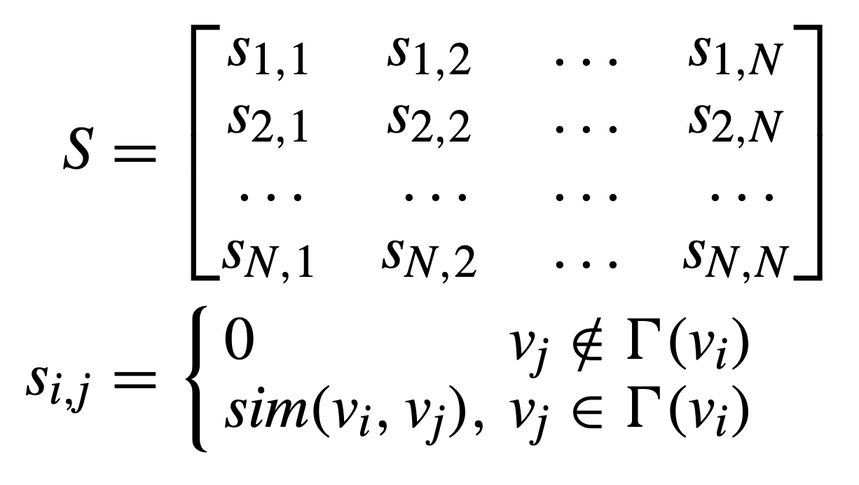 S = [ s_{1,1} s_{1,2} ... s_{1,N}
s_{2,1} s_{2,2} ... s_{2,N}
... ... ... ...
s_{N,1} s_{N,2} ... s_{N,N} ]
s_{i,j} = { 0 v_j ∉ Γ(v_i)
sim(v_i, v_j), v_j ∈ Γ(v_i)